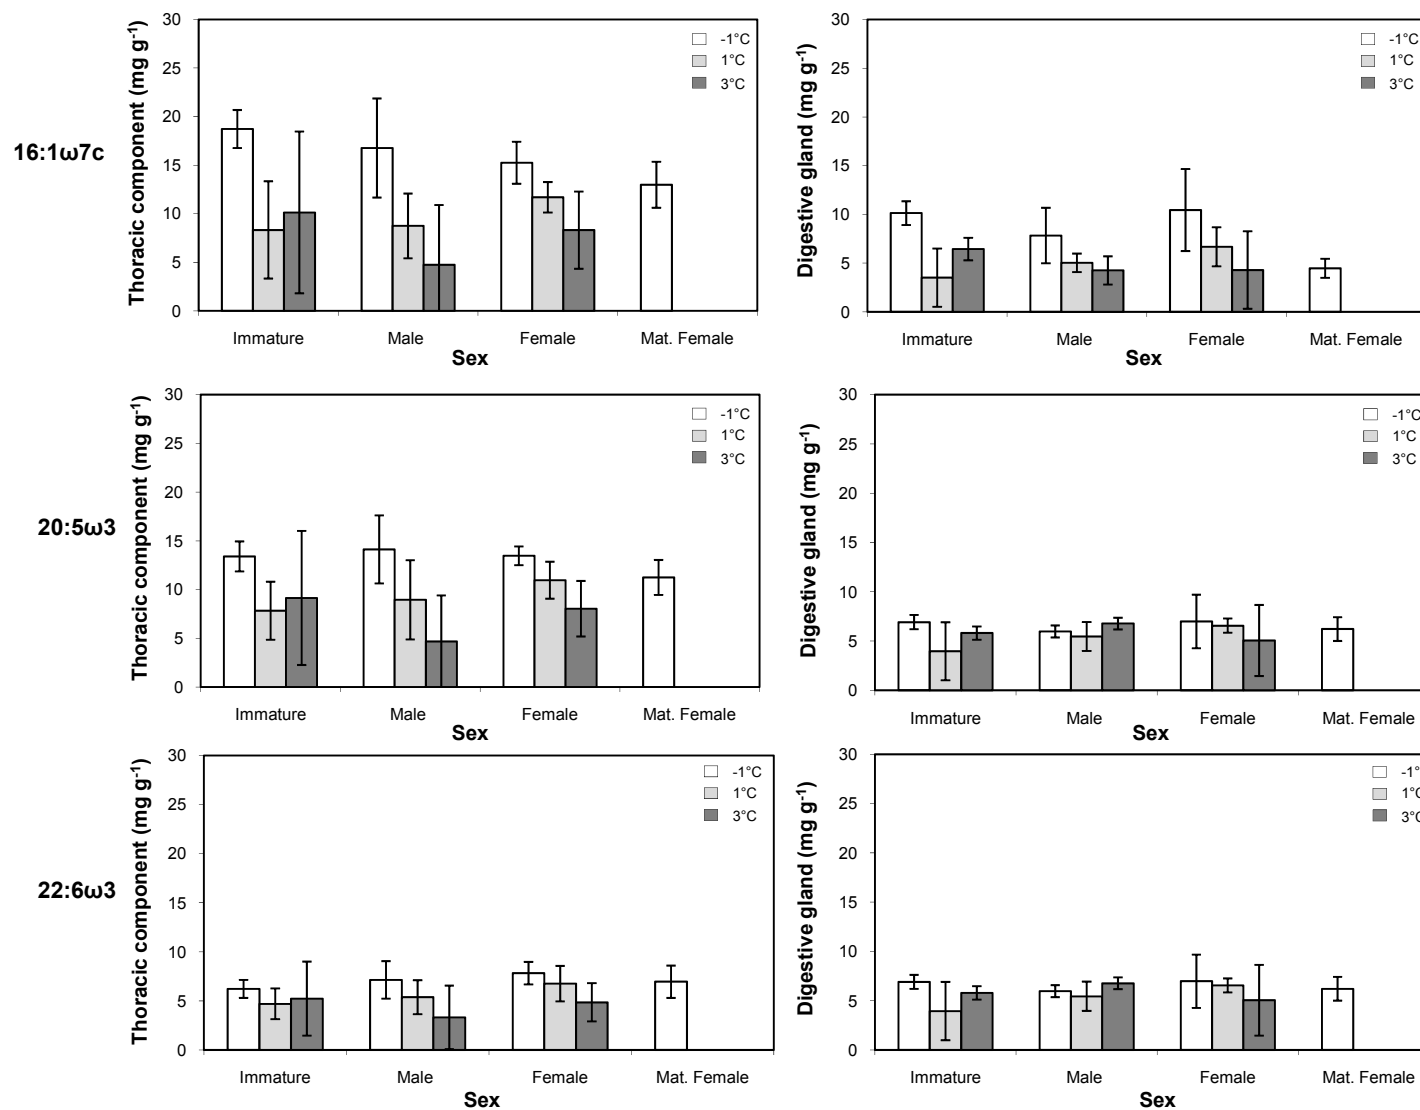 16:1ω7c
Thoracic component (mg g-1)
30
25
20
15
10
5
0
-1°C
1°C
3°C
Immature Male Female Mat. Female
Sex
Digestive gland (mg g-1)
30
25
20
15
10
5
0
-1°C
1°C
3°C
Immature Male Female Mat. Female
Sex
20:5ω3
Thoracic component (mg g-1)
30
25
20
15
10
5
0
-1°C
1°C
3°C
Immature Male Female Mat. Female
Sex
Digestive gland (mg g-1)
30
25
20
15
10
5
0
-1°C
1°C
3°C
Immature Male Female Mat. Female
Sex
22:6ω3
Thoracic component (mg g-1)
30
25
20
15
10
5
0
-1°C
1°C
3°C
Immature Male Female Mat. Female
Sex
Digestive gland (mg g-1)
30
25
20
15
10
5
0
-1°
1°C
3°C
Immature Male Female Mat. Female
Sex